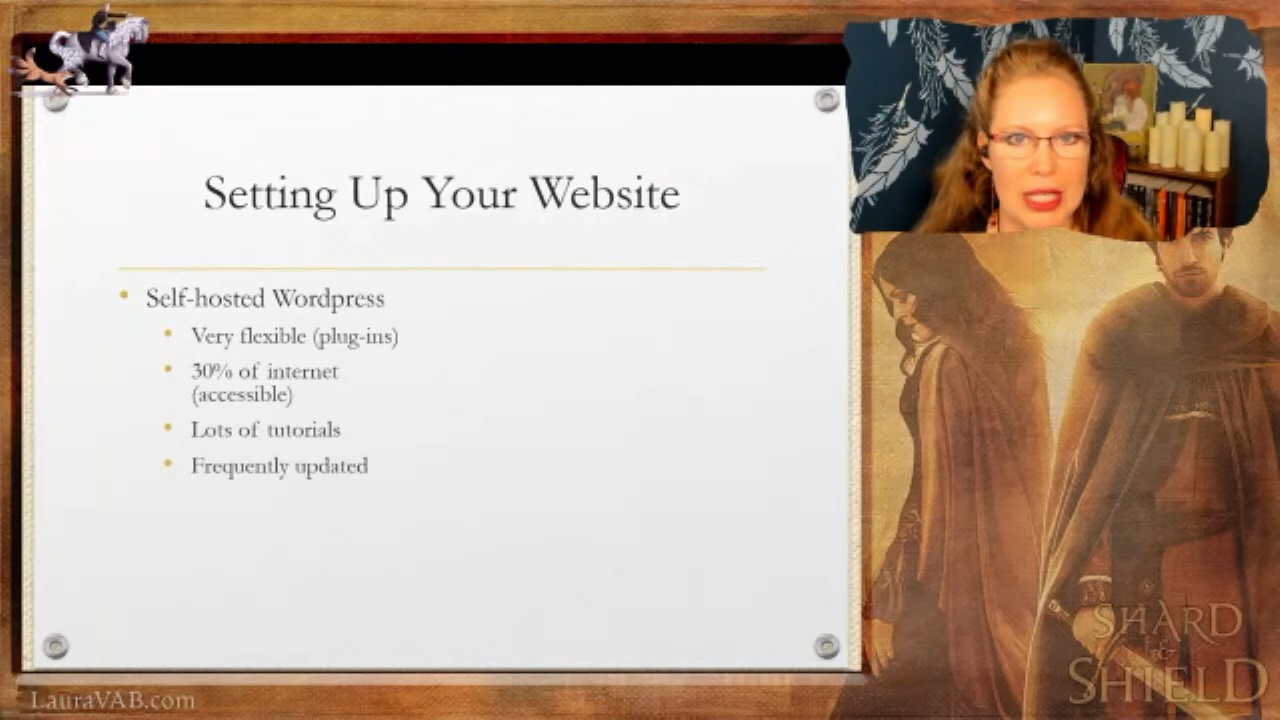 Setting Up Your Website
Self-hosted Wordpress
Very flexible (plug-ins)
30% of internet
(accessible)
Lots of tutorials
Frequently updated
SHARD
&
SHIELD
LauraVAB.com